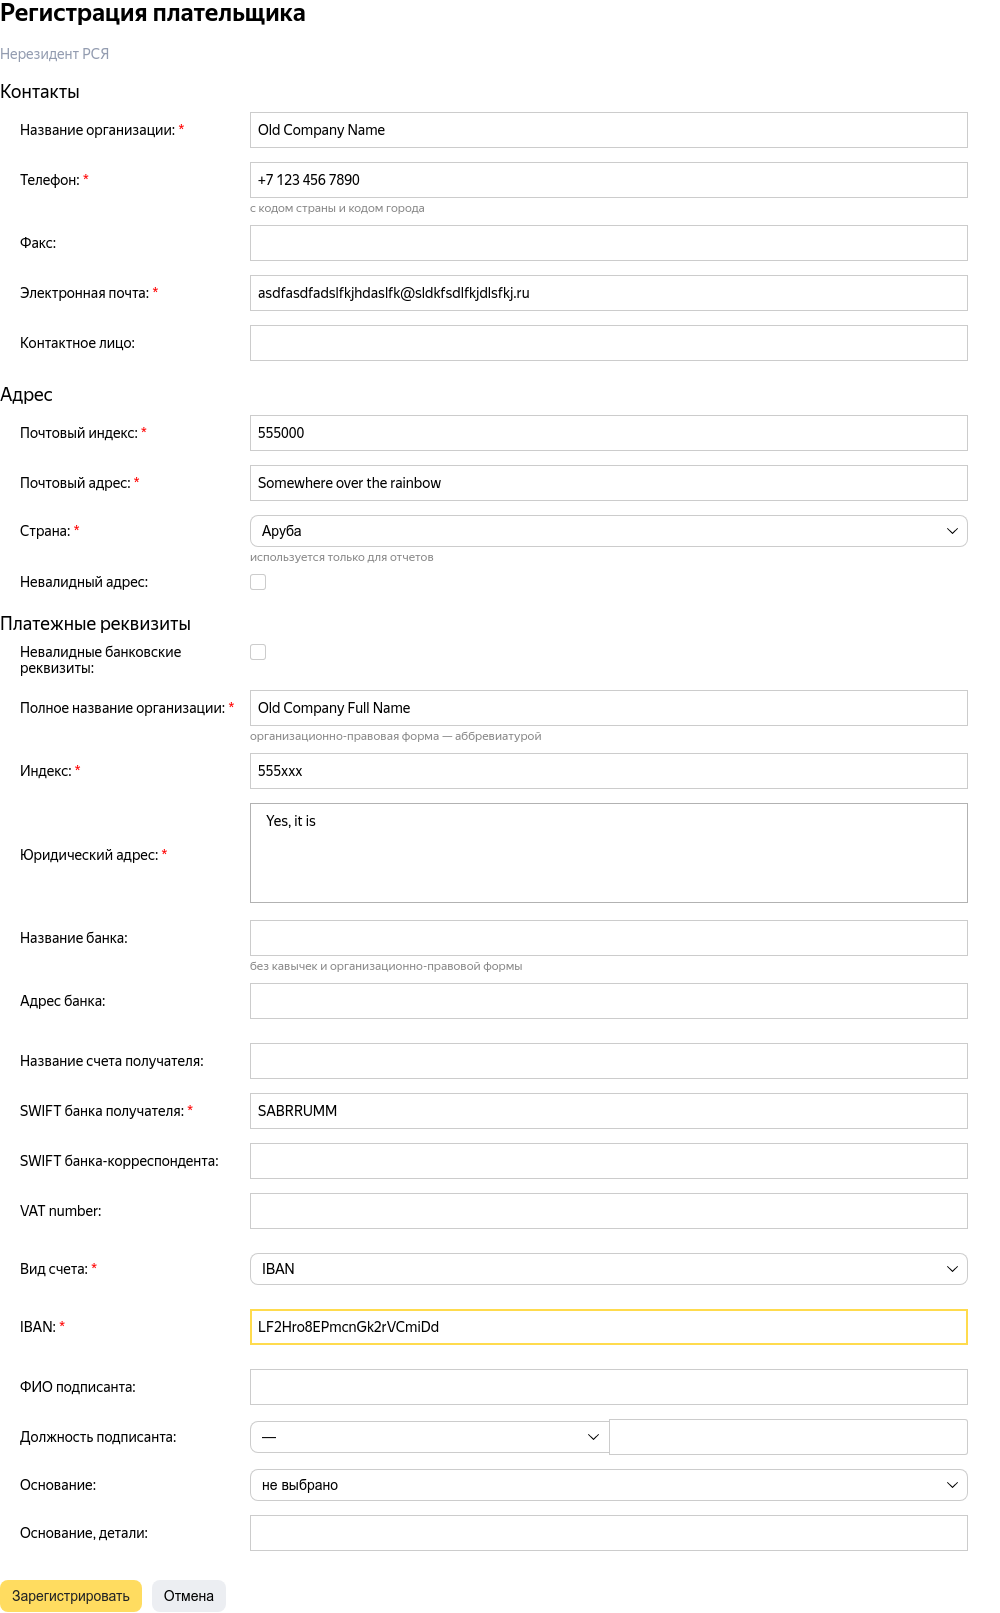 Регистрация плательщика
Нерезидент РСЯ
Контакты
Название организации: * Old Company Name
Телефон: * +7 123 456 7890
с кодом страны и кодом города
Факс:
Электронная почта: * asdfasdfadslfkjhdaslfk@sldkfsdlfkjdlsfkj.ru
Контактное лицо:
Адрес
Почтовый индекс: * 555000
Почтовый адрес: * Somewhere over the rainbow
Страна: * Аруба
используется только для отчетов
Невалидный адрес:
Платежные реквизиты
Невалидные банковские
реквизиты:
Полное название организации: * Old Company Full Name
организационно-правовая форма — аббревиатурой
Индекс: * 555xxx
Юридический адрес: * Yes, it is
Название банка:
без кавычек и организационно-правовой формы
Адрес банка:
Название счета получателя:
SWIFT банка получателя: * SABRRUMM
SWIFT банка-корреспондента:
VAT number:
Вид счета: * IBAN
IBAN: * LF2Hro8EPmcnGk2rVCmiDd
ФИО подписанта:
Должность подписанта: —
Основание: не выбрано
Основание, детали:
Зарегистрировать Отмена